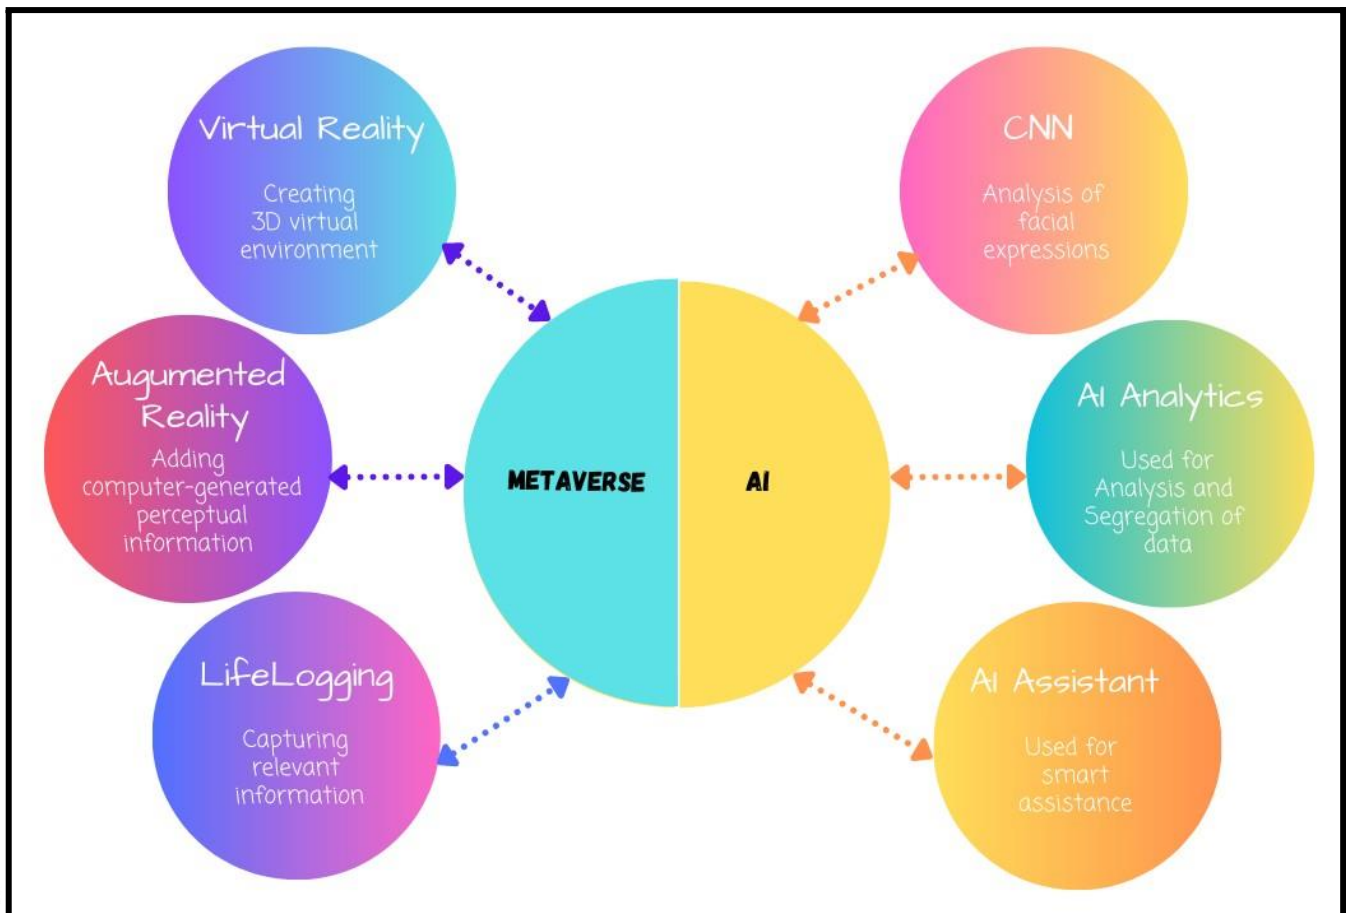 Virtual Reality
Creating
3D virtual
environment
Augumented
Reality
Adding
computer-generated
perceptual
information
LifeLogging
Capturing
relevant
information
METAVERSE
AI
CNN
Analysis of
facial
expressions
AI Analytics
Used for
Analysis and
Segregation of
data
AI Assistant
Used for
smart
assistance